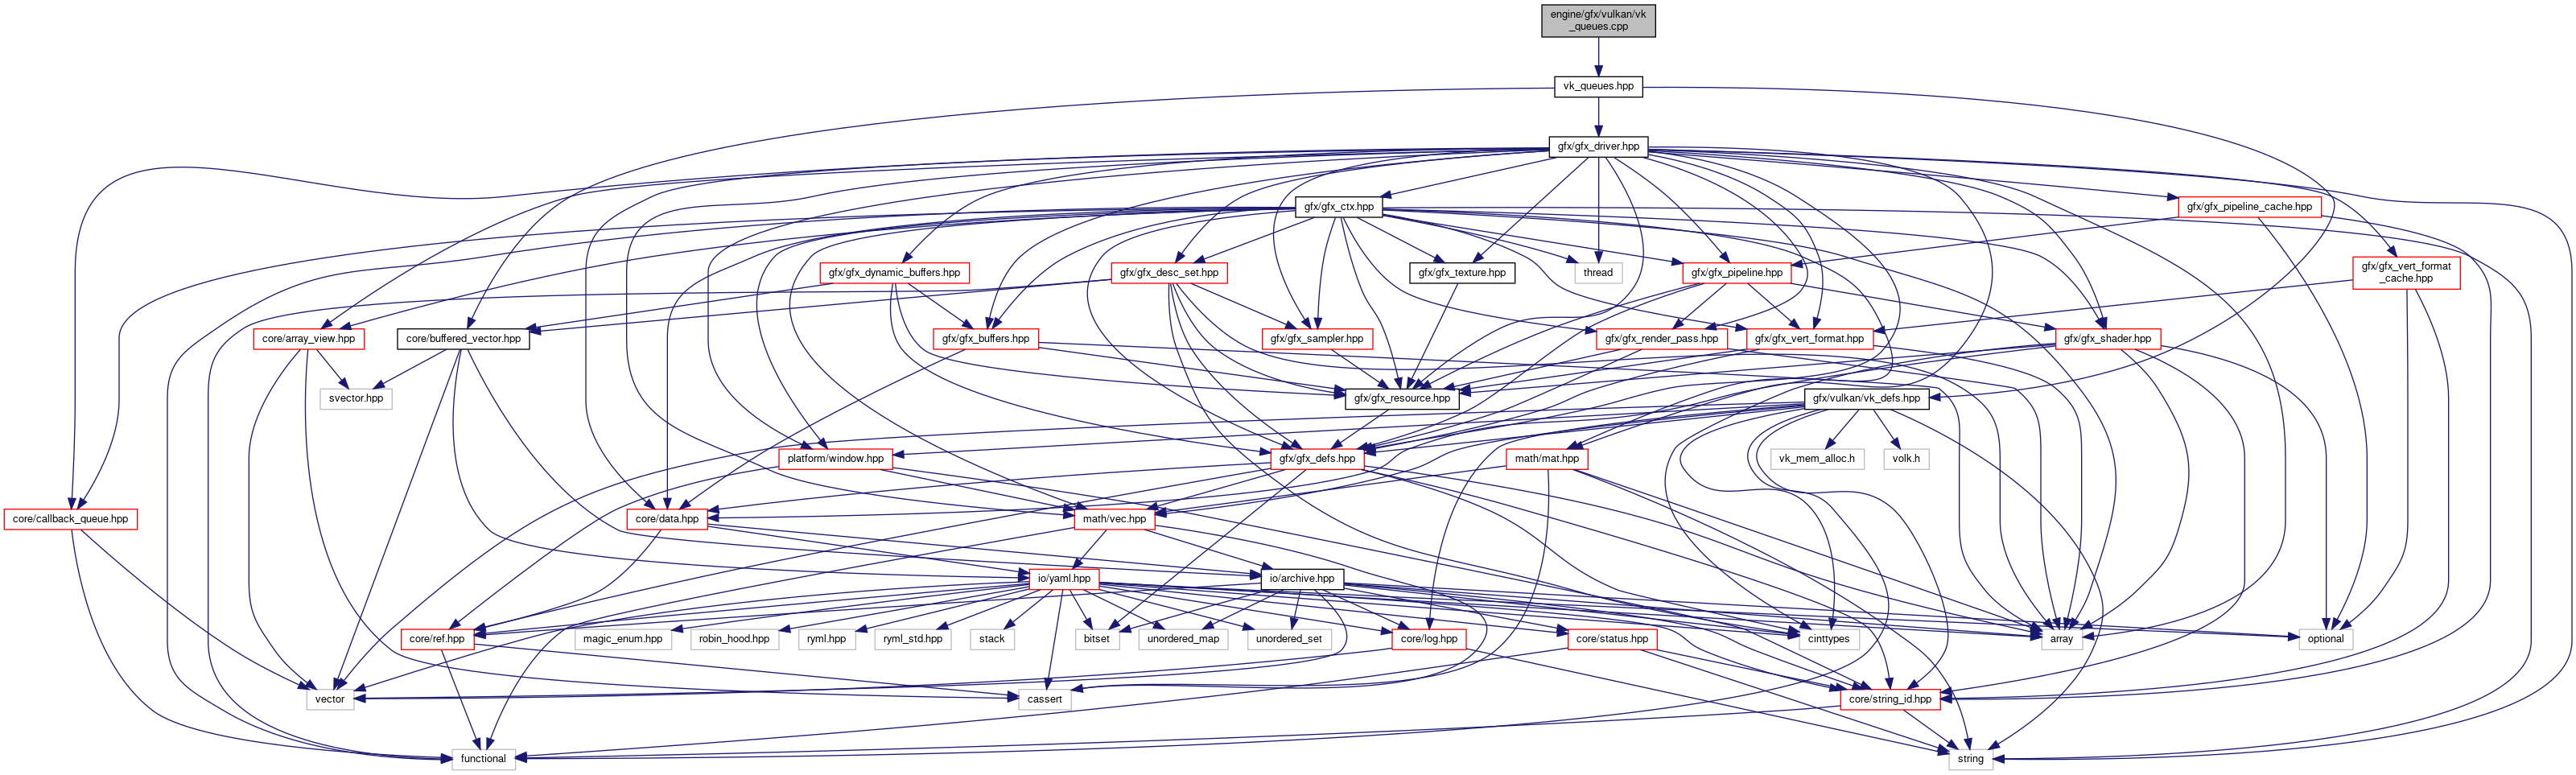 engine/gfx/vulkan/vk
_queues.cpp
vk_queues.hpp
gfx/gfx_driver.hpp
gfx/gfx_ctx.hpp
gfx/gfx_pipeline_cache.hpp
gfx/gfx_dynamic_buffers.hpp
gfx/gfx_desc_set.hpp
gfx/gfx_texture.hpp
thread
gfx/gfx_pipeline.hpp
gfx/gfx_vert_format
_cache.hpp
core/array_view.hpp
core/buffered_vector.hpp
gfx/gfx_buffers.hpp
gfx/gfx_sampler.hpp
gfx/gfx_render_pass.hpp
gfx/gfx_vert_format.hpp
gfx/gfx_shader.hpp
svector.hpp
gfx/gfx_resource.hpp
gfx/vulkan/vk_defs.hpp
platform/window.hpp
gfx/gfx_defs.hpp
math/mat.hpp
vk_mem_alloc.h
volk.h
core/callback_queue.hpp
core/data.hpp
math/vec.hpp
io/yaml.hpp
io/archive.hpp
core/ref.hpp
magic_enum.hpp
robin_hood.hpp
ryml.hpp
ryml_std.hpp
stack
bitset
unordered_map
unordered_set
core/log.hpp
core/status.hpp
cinttypes
array
optional
vector
cassert
core/string_id.hpp
functional
string